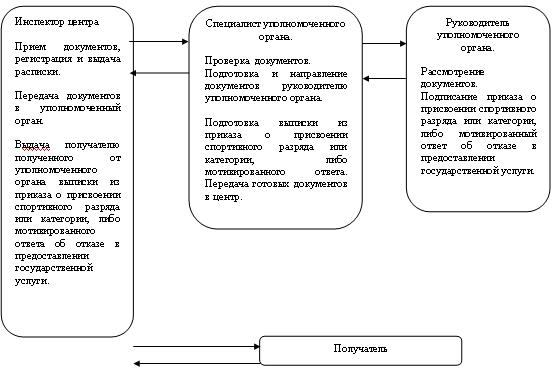 Инспектор центра
Прием документов,
регистрация и выдача
расписки.
Передача документов
в уполномоченный
орган.
Выдача получателю
полученного от
уполномоченного
органа выписки из
приказа о присвоении
спортивного разряда
или категории, либо
мотивированного
ответа об отказе в
предоставлении
государственной
услуги.
Специалист уполномоченного
органа.
Проверка документов.
Подготовка и направление
документов руководителю
уполномоченного органа.
Подготовка выписки из
приказа о присвоении
спортивного разряда или
категории, либо
мотивированного ответа.
Передача готовых документов
в центр.
Руководитель
уполномоченного
органа.
Рассмотрение
документов.
Подписание приказа о
присвоении спортивного
разряда или категории,
либо мотивированный
ответ об отказе в
предоставлении
государственной услуги.
Получатель